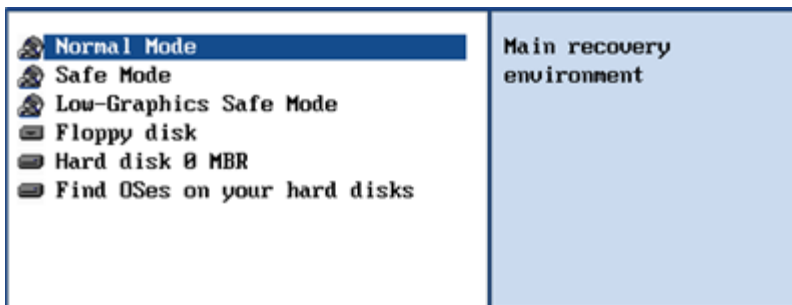 Normal Mode
Safe Mode
Low-Graphics Safe Mode
Floppy disk
Hard disk 0 MBR
Find OSes on your hard disks
Main recovery
environment